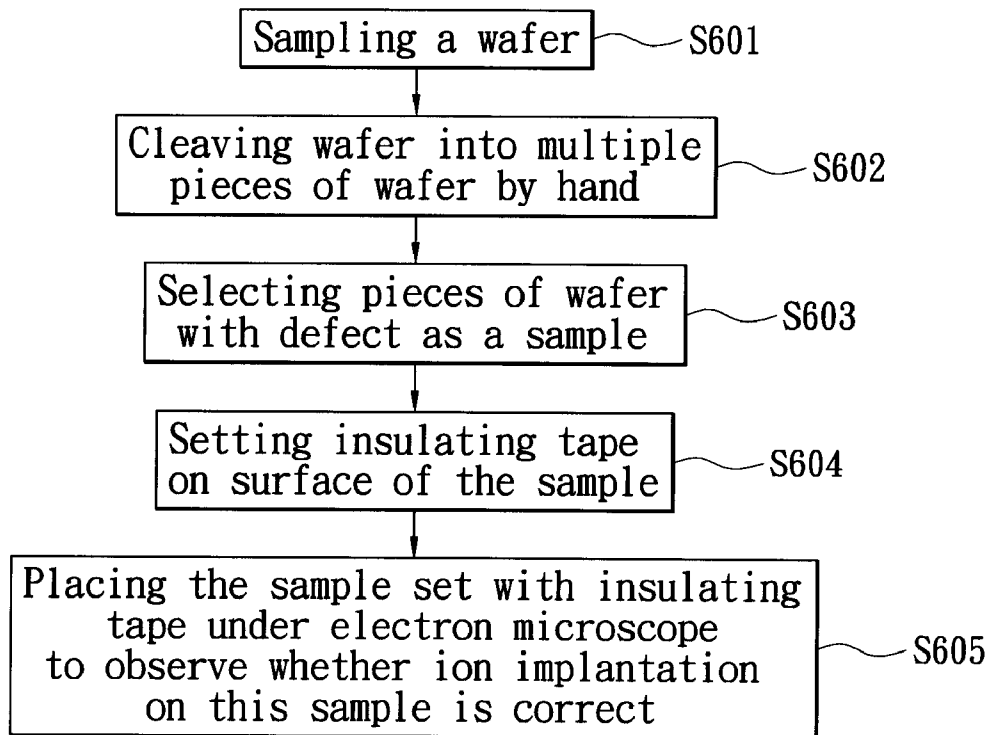 Sampling a wafer
S601
Cleaving wafer into multiple
pieces of wafer by hand
S602
Selecting pieces of wafer
with defect as a sample
S603
Setting insulating tape
on surface of the sample
S604
Placing the sample set with insulating
tape under electron microscope
to observe whether ion implantation
on this sample is correct
S605